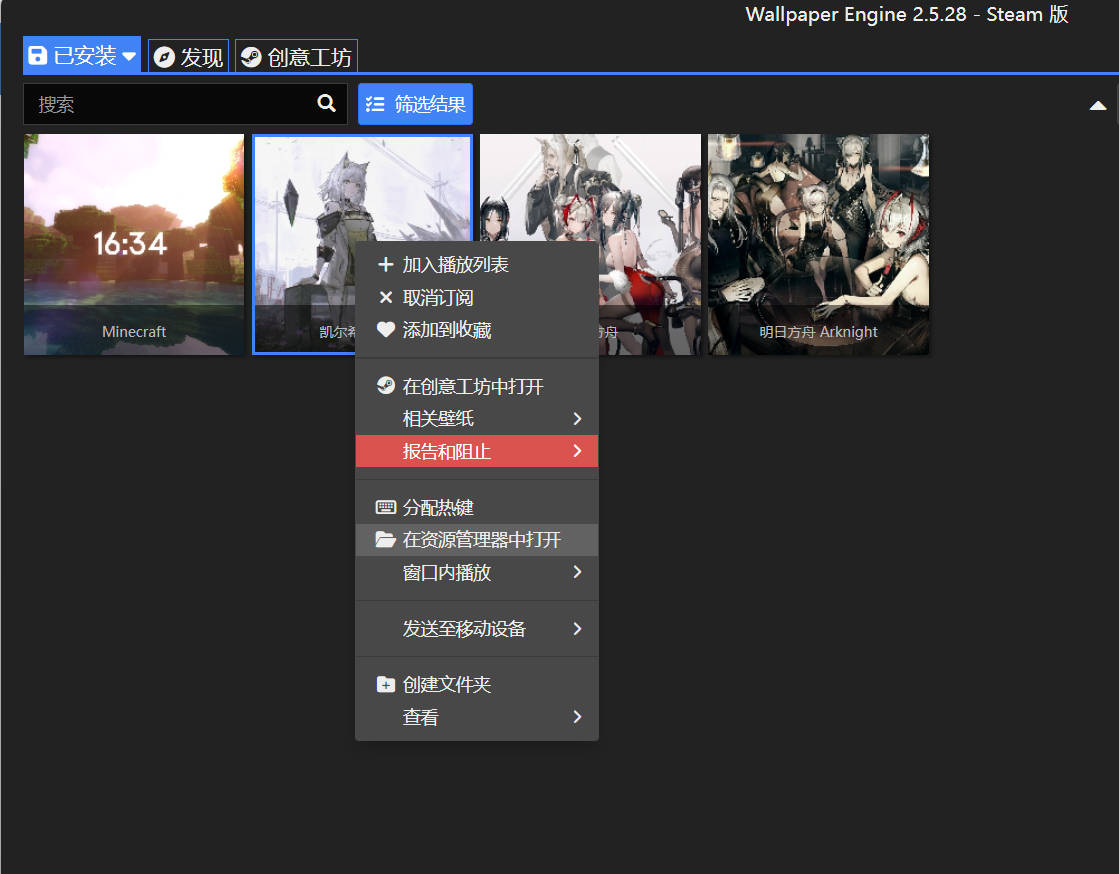 Wallpaper Engine 2.5.28 - Steam 版
已安装
发现
创意工坊
搜索
筛选结果
16:34
Minecraft
凯尔希
方舟
明日方舟 Arknight
加入播放列表
取消订阅
添加到收藏
在创意工坊中打开
相关壁纸
报告和阻止
分配热键
在资源管理器中打开
窗口内播放
发送至移动设备
创建文件夹
查看